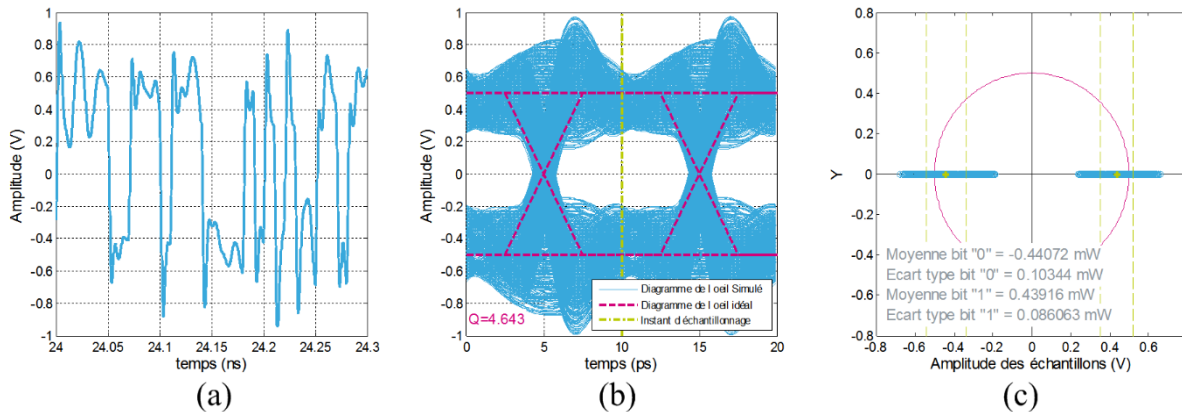 1
0.8
0.6
0.4
0.2
0
-0.2
-0.4
-0.6
-0.8
-1
Amplitude (V)
24 24.05 24.1 24.15 24.2 24.25 24.3
temps (ns)
(a)
1
0.8
0.6
0.4
0.2
0
-0.2
-0.4
-0.6
-0.8
-1
Amplitude (V)
Q=4.643
Diagramme de l oeil Simulé
Diagramme de l oeil idéal
Instant d'échantillonnage
0 5 10 15 20
temps (ps)
(b)
0.8
0.6
0.4
0.2
0
-0.2
-0.4
-0.6
-0.8
Y
Moyenne bit "0" = -0.44072 mW
Ecart type bit "0" = 0.10344 mW
Moyenne bit "1" = 0.43916 mW
Ecart type bit "1" = 0.086063 mW
-0.8 -0.6 -0.4 -0.2 0 0.2 0.4 0.6
Amplitude des échantillons (V)
(c)